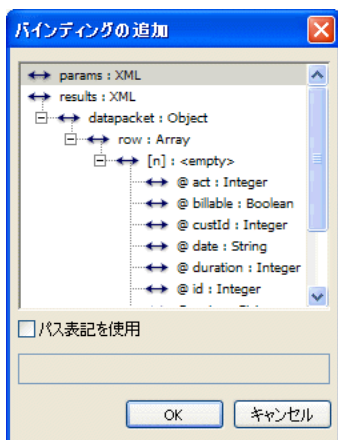 バインディングの追加
params : XML
results : XML
datapacket : Object
row : Array
[n] : <empty>
@ act : Integer
@ billable : Boolean
@ custId : Integer
@ date : String
@ duration : Integer
@ id : Integer
パス表記を使用
OK
キャンセル